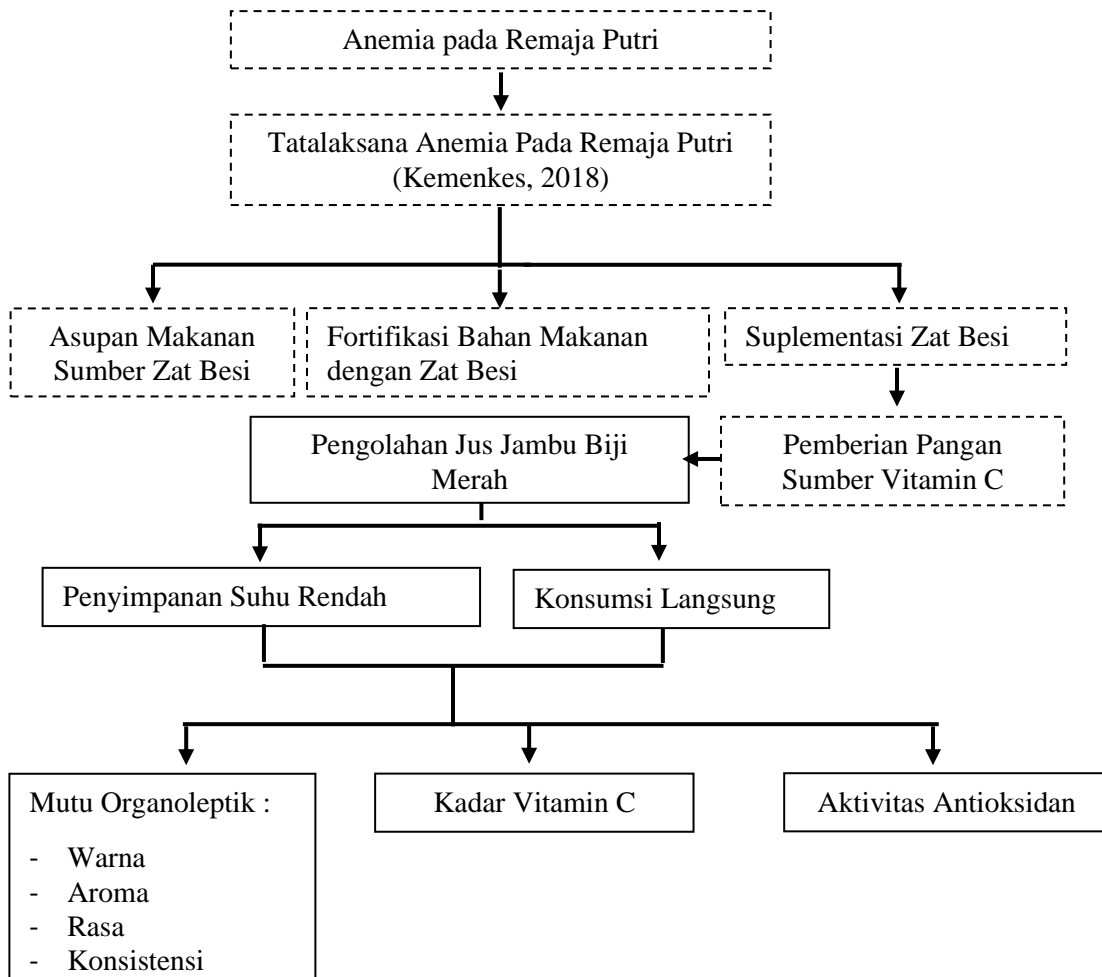 Anemia pada Remaja Putri
Tatalaksana Anemia Pada Remaja Putri
(Kemenkes, 2018)
Asupan Makanan
Sumber Zat Besi
Fortifikasi Bahan Makanan
dengan Zat Besi
Suplementasi Zat Besi
Pengolahan Jus Jambu Biji
Merah
Pemberian Pangan
Sumber Vitamin C
Penyimpanan Suhu Rendah
Konsumsi Langsung
Mutu Organoleptik :
- Warna
- Aroma
- Rasa
- Konsistensi
Kadar Vitamin C
Aktivitas Antioksidan